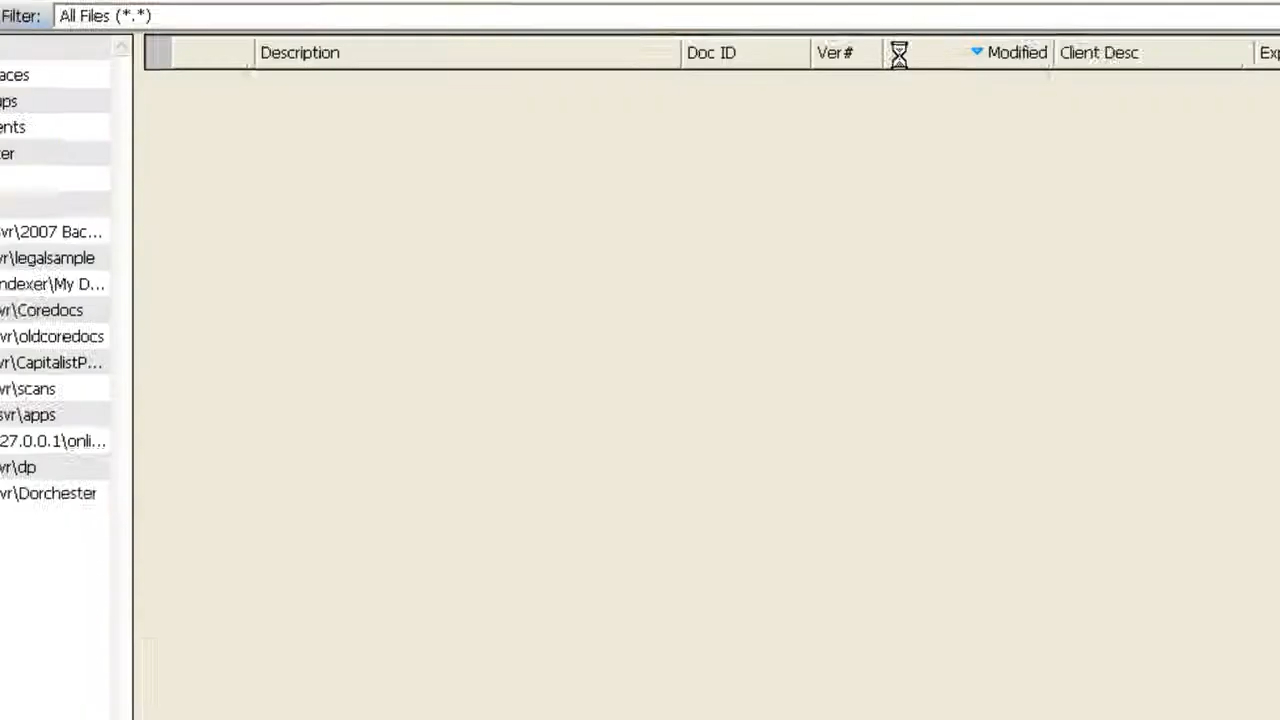 Filter: All Files (*.*)
Description Doc ID Ver# Modified Client Desc Exp
aces
ups
ents
er
vr\2007 Bac...
vr\legalsample
ndexer\My D...
vr\Coredocs
vr\oldcoredocs
vr\CapitalistP...
vr\scans
svr\apps
27.0.0.1\onli...
vr\dp
vr\Dorchester